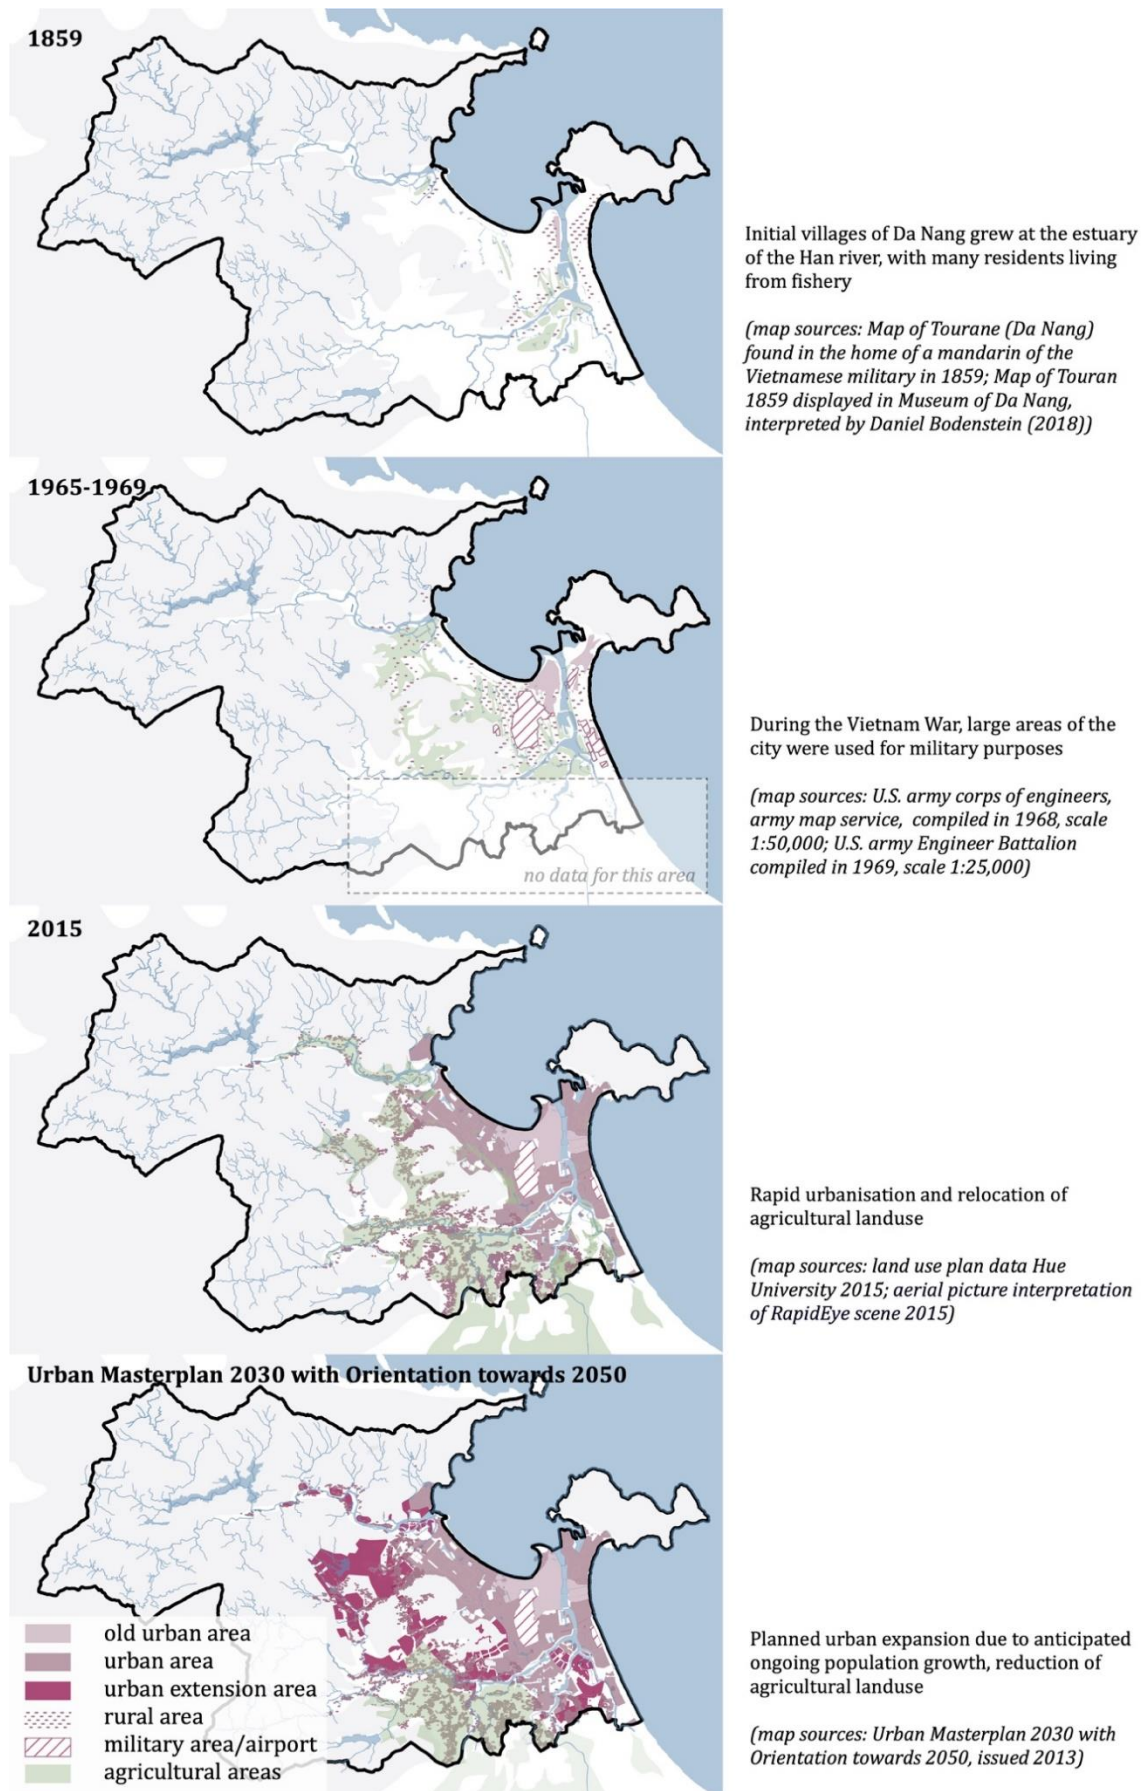 1859
Initial villages of Da Nang grew at the estuary
of the Han river, with many residents living
from fishery
(map sources: Map of Tourane (Da Nang)
found in the home of a mandarin of the
Vietnamese military in 1859; Map of Touran
1859 displayed in Museum of Da Nang,
interpreted by Daniel Bodenstein (2018))
1965-1969
no data for this area
During the Vietnam War, large areas of the
city were used for military purposes
(map sources: U.S. army corps of engineers,
army map service, compiled in 1968, scale
1:50,000; U.S. army Engineer Battalion
compiled in 1969, scale 1:25,000)
2015
Rapid urbanisation and relocation of
agricultural landuse
(map sources: land use plan data Hue
University 2015; aerial picture interpretation
of RapidEye scene 2015)
Urban Masterplan 2030 with Orientation towards 2050
old urban area
urban area
urban extension area
rural area
military area/airport
agricultural areas
Planned urban expansion due to anticipated
ongoing population growth, reduction of
agricultural landuse
(map sources: Urban Masterplan 2030 with
Orientation towards 2050, issued 2013)